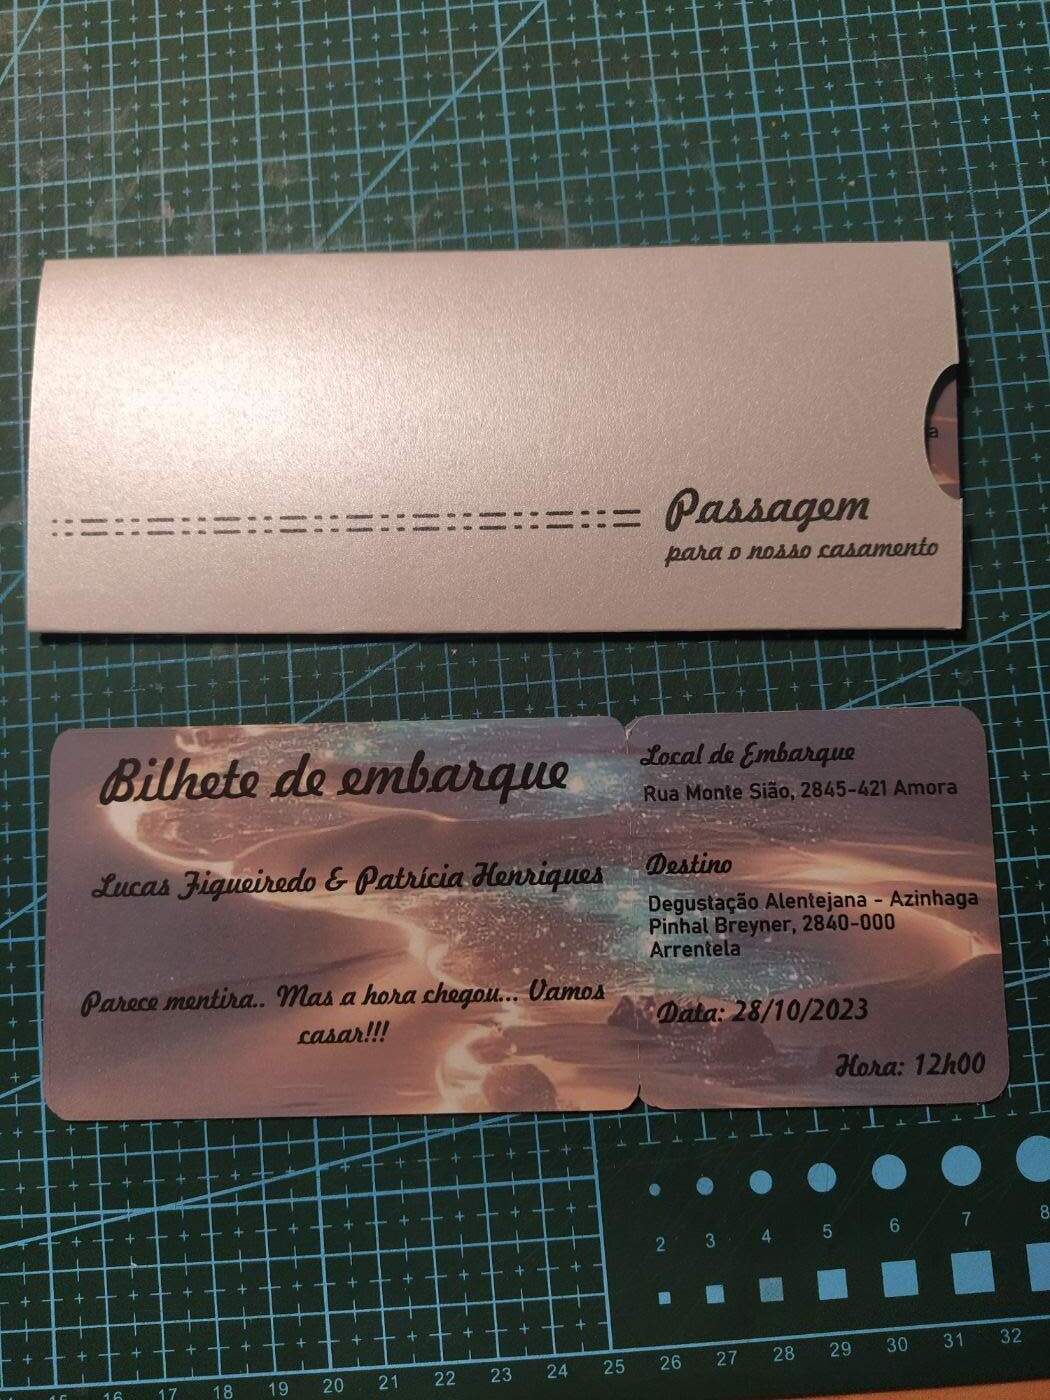 a
Passagem
para o nosso casamento
Bilhete de embarque
Lucas Figueiredo & Patrícia Henriques
Parece mentira.. Mas a hora chegou... Vamos
casar!!!
Local de Embarque
Rua Monte Sião, 2845-421 Amora
Destino
Degustação Alentejana - Azinhaga
Pinhal Breyner, 2840-000
Arrentela
Data: 28/10/2023
Hora: 12h00
2 3 4 5 6 7 8
16 17 18 19 20 21 22 23 24 25 26 27 28 29 30 31 32